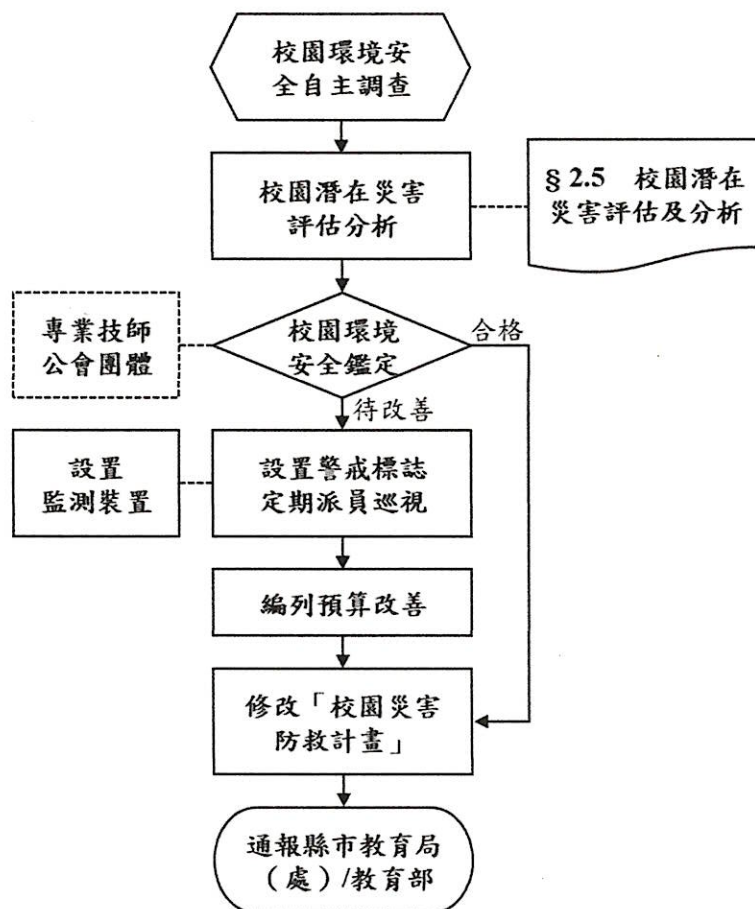 校園環境安
全自主調查
校園潛在災害
評估分析
§ 2.5 校園潛在
災害評估及分析
專業技師
公會團體
校園環境
安全鑑定
合格
待改善
設置
監測裝置
設置警戒標誌
定期派員巡視
編列預算改善
修改「校園災害
防救計畫」
通報縣市教育局
（處）/教育部